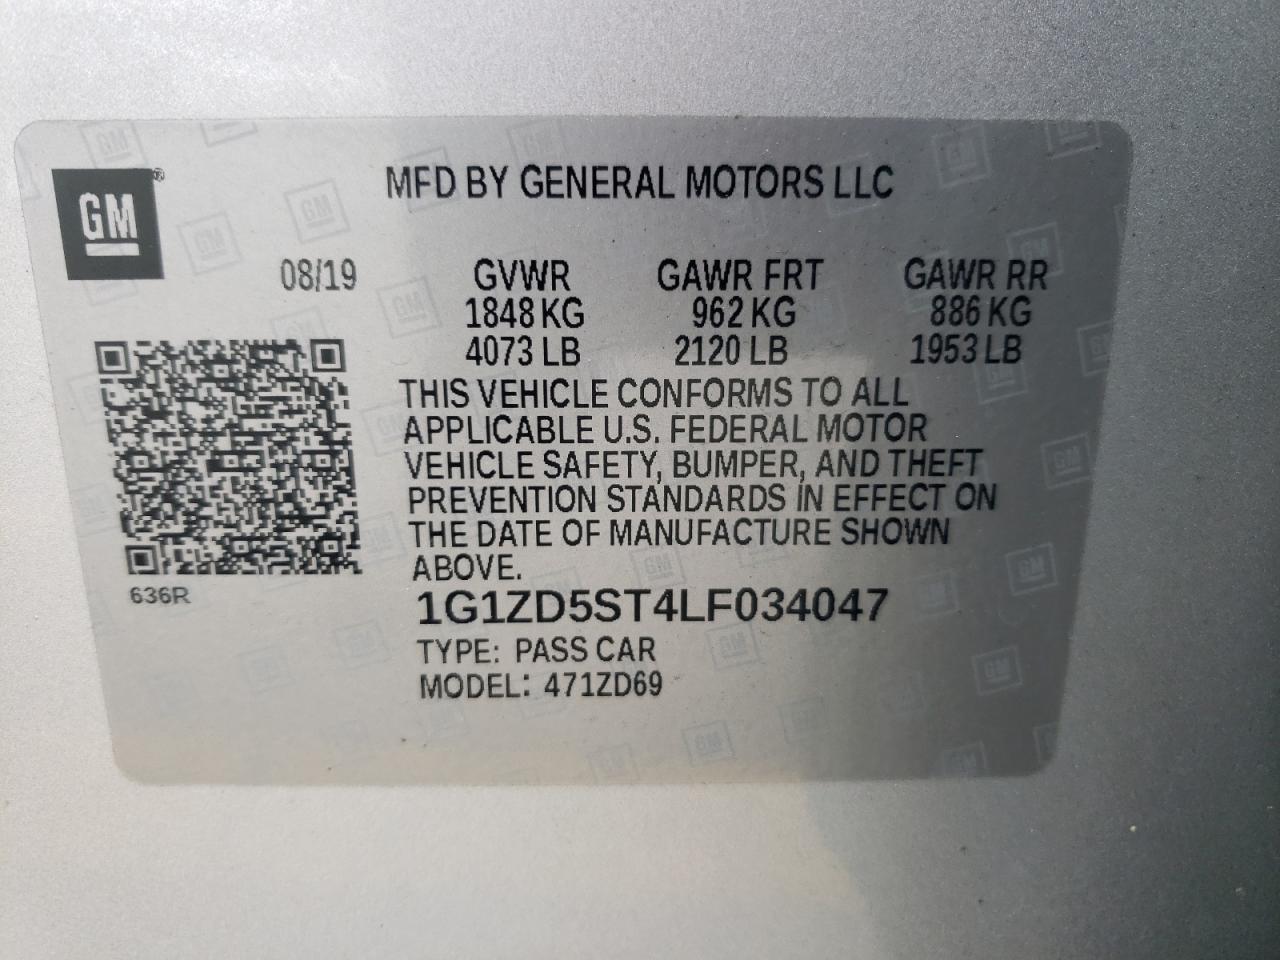 GM®
MFD BY GENERAL MOTORS LLC
08/19
GVWR GAWR FRT GAWR RR
1848 KG 962 KG 886 KG
4073 LB 2120 LB 1953 LB
THIS VEHICLE CONFORMS TO ALL
APPLICABLE U.S. FEDERAL MOTOR
VEHICLE SAFETY, BUMPER, AND THEFT
PREVENTION STANDARDS IN EFFECT ON
THE DATE OF MANUFACTURE SHOWN
ABOVE.
636R
1G1ZD5ST4LF034047
TYPE: PASS CAR
MODEL: 471ZD69